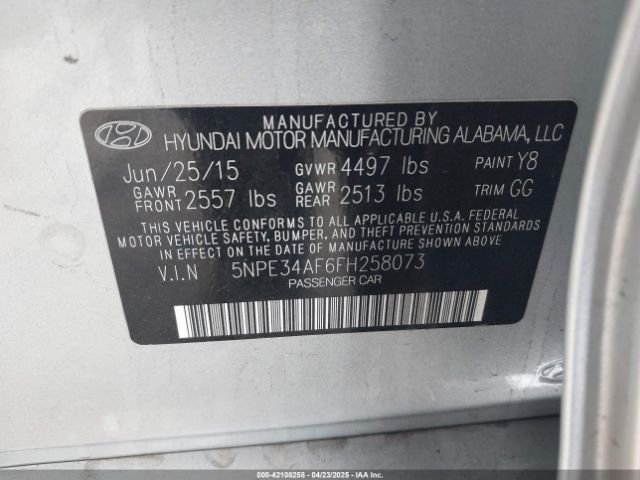 MANUFACTURED BY
HYUNDAI MOTOR MANUFACTURING ALABAMA, LLC
Jun/25/15 GVWR 4497 lbs PAINT Y8
GAWR FRONT 2557 lbs GAWR REAR 2513 lbs TRIM GG
THIS VEHICLE CONFORMS TO ALL APPLICABLE U.S.A. FEDERAL
MOTOR VEHICLE SAFETY, BUMPER, AND THEFT PREVENTION STANDARDS
IN EFFECT ON THE DATE OF MANUFACTURE SHOWN ABOVE.
V.I.N 5NPE34AF6FH258073
PASSENGER CAR
000-42108258 - 04/23/2025 - COPYRIGHT IAA, LLC